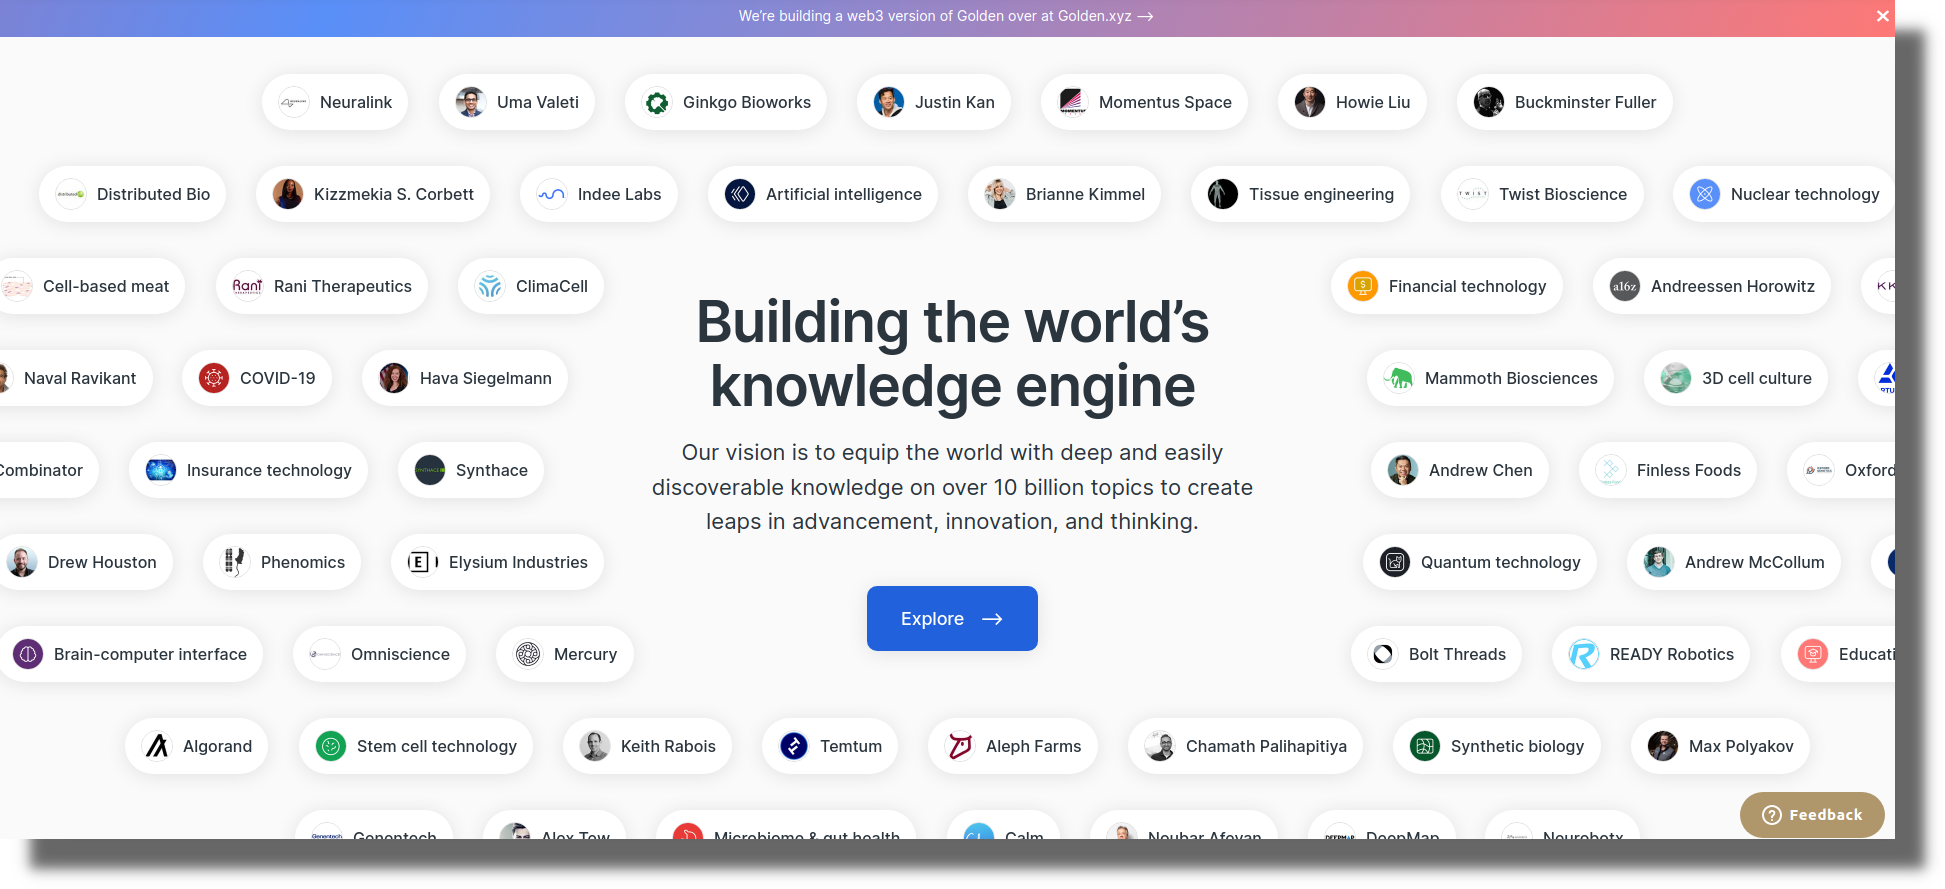 We're building a web3 version of Golden over at Golden.xyz →
Neuralink Uma Valeti Ginkgo Bioworks Justin Kan Momentus Space Howie Liu Buckminster Fuller
Distributed Bio Kizzmekia S. Corbett Indee Labs Artificial intelligence Brianne Kimmel Tissue engineering Twist Bioscience Nuclear technology
Cell-based meat Rani Therapeutics ClimaCell Financial technology a16z Andreessen Horowitz
Building the world’s
knowledge engine
Naval Ravikant COVID-19 Hava Siegelmann Mammoth Biosciences 3D cell culture
Our vision is to equip the world with deep and easily
discoverable knowledge on over 10 billion topics to create
leaps in advancement, innovation, and thinking.
Combinator Insurance technology Synthace Andrew Chen Finless Foods Oxford
Drew Houston Phenomics Elysium Industries Quantum technology Andrew McCollum
Explore →
Brain-computer interface Omniscience Mercury Bolt Threads READY Robotics Educati
Algorand Stem cell technology Keith Rabois Temtum Aleph Farms Chamath Palihapitiya Synthetic biology Max Polyakov
Genentech Alex Tew Microbiome & gut health Calm Noubar Afeyan DeepMap Neurobotx
Feedback